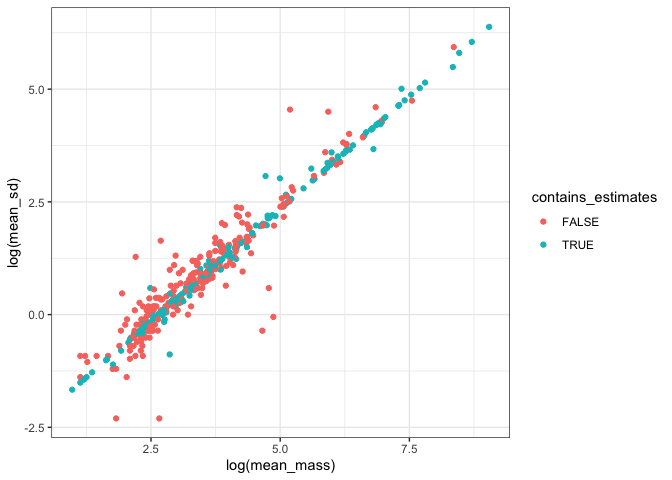 5.0
2.5
0.0
-2.5
log(mean_sd)
2.5
5.0
7.5
log(mean_mass)
contains_estimates
FALSE
TRUE